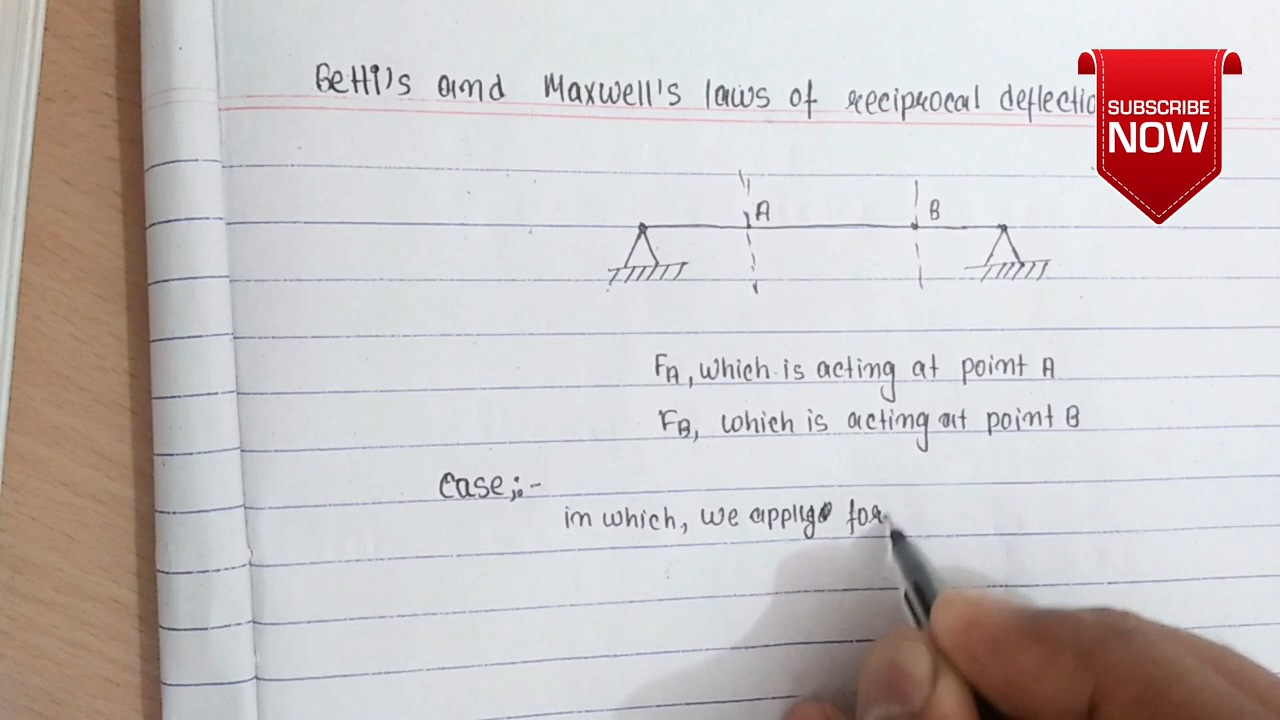 Betti's and Maxwell's laws of reciprocal deflectio
SUBSCRIBE
NOW
A
B
FA, which is acting at point A
FB, which is acting at point B
Case;:-
in which, we apply for